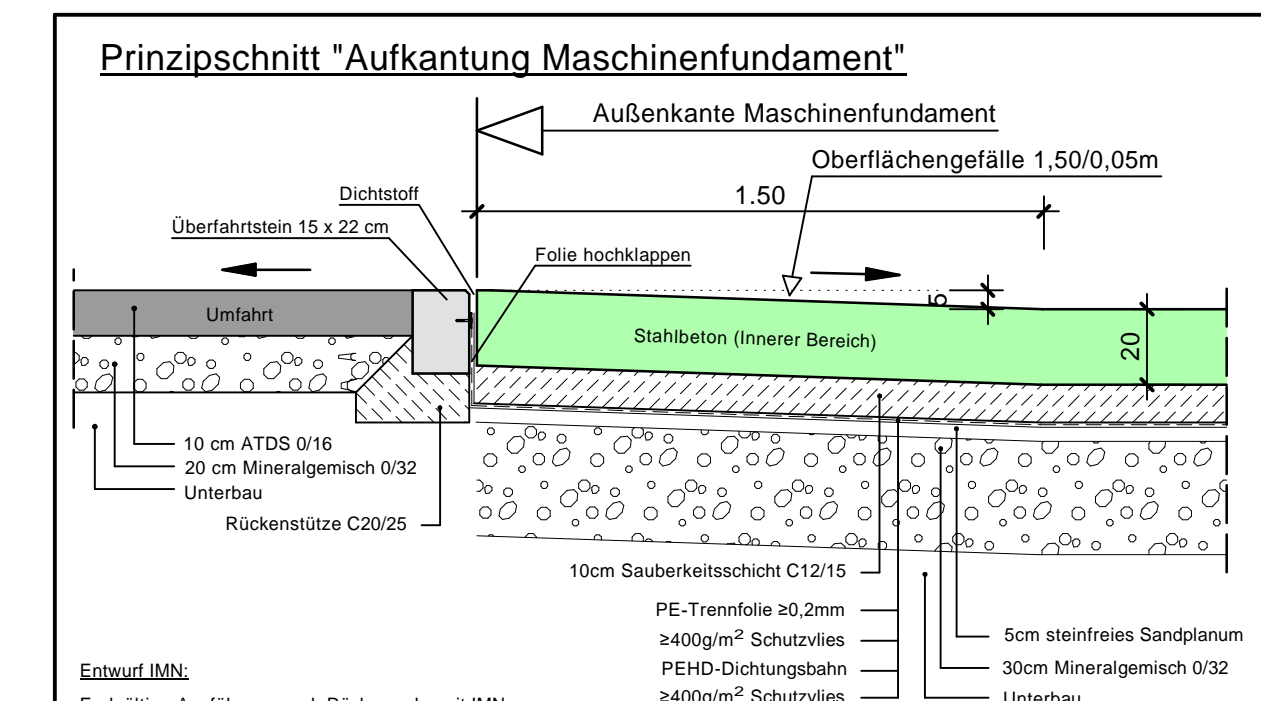 Prinzipschnitt "Aufkantung Maschinenfundament"
Außenkante Maschinenfundament
Oberflächengefälle 1,50/0,05m
Dichtstoff
1.50
Überfahrtstein 15 x 22 cm
Folie hochklappen
5
Umfahrt
Stahlbeton (Innerer Bereich)
20
10 cm ATDS 0/16
20 cm Mineralgemisch 0/32
Unterbau
Rückenstütze C20/25
10cm Sauberkeitsschicht C12/15
PE-Trennfolie ≥0,2mm
≥400g/m² Schutzvlies
PEHD-Dichtungsbahn
≥400g/m² Schutzvlies
5cm steinfreies Sandplanum
30cm Mineralgemisch 0/32
Unterbau
Entwurf IMN: